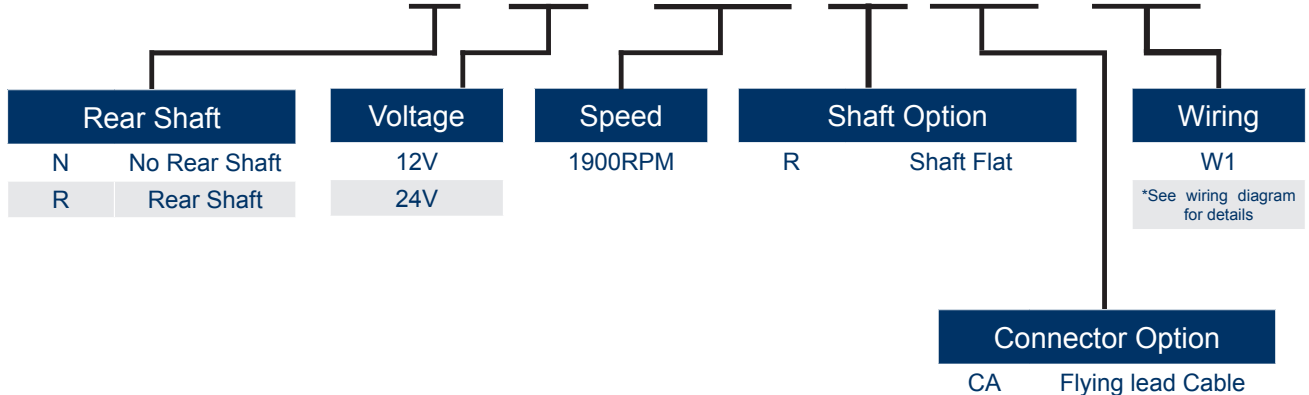 Rear Shaft
N No Rear Shaft
R Rear Shaft
Voltage
12V
24V
Speed
1900RPM
Shaft Option
R Shaft Flat
Wiring
W1
*See wiring diagram
for details
Connector Option
CA Flying lead Cable